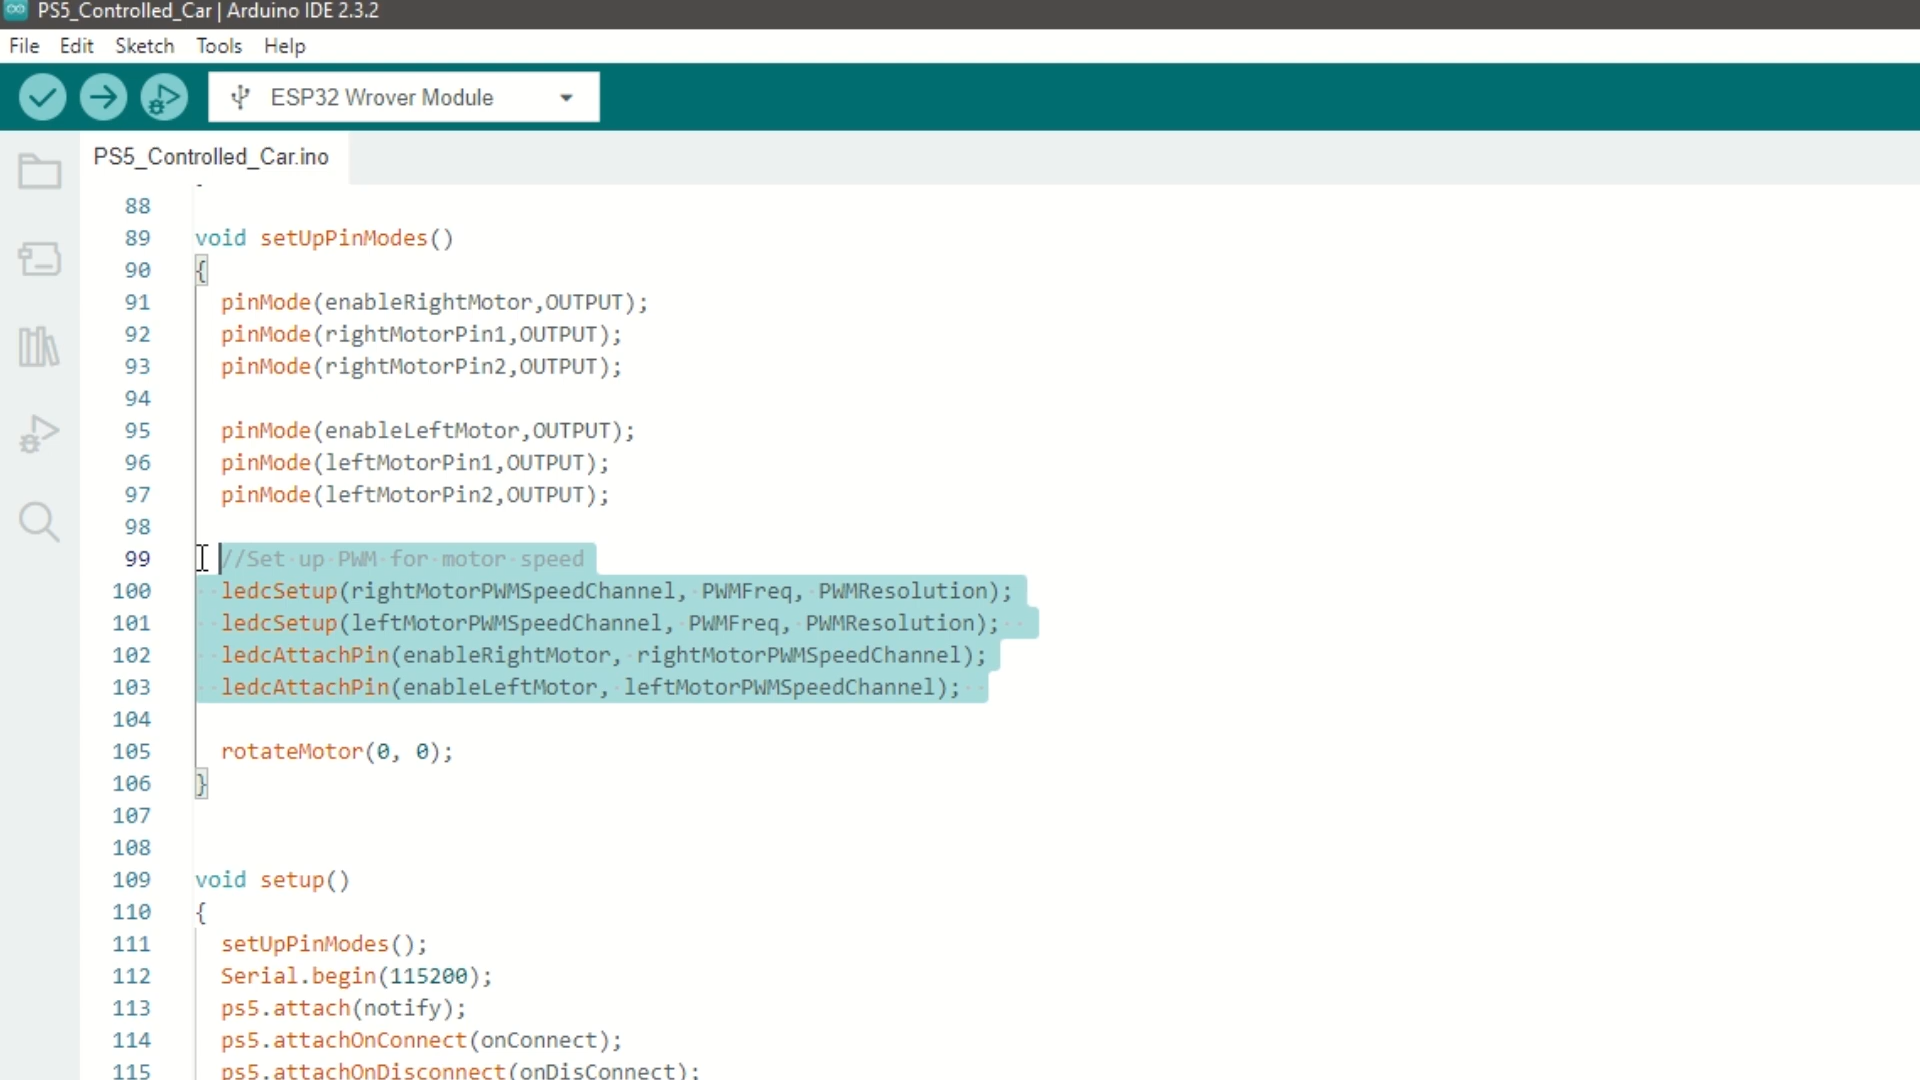 PS5_Controlled_Car | Arduino IDE 2.3.2
File Edit Sketch Tools Help
ESP32 Wrover Module
PS5_Controlled_Car.ino
88
89 void setUpPinModes()
90 {
91 pinMode(enableRightMotor,OUTPUT);
92 pinMode(rightMotorPin1,OUTPUT);
93 pinMode(rightMotorPin2,OUTPUT);
94
95 pinMode(enableLeftMotor,OUTPUT);
96 pinMode(leftMotorPin1,OUTPUT);
97 pinMode(leftMotorPin2,OUTPUT);
98
99 //Set up PWM for motor speed
100 ledcSetup(rightMotorPWMSpeedChannel, PWMFreq, PWMResolution);
101 ledcSetup(leftMotorPWMSpeedChannel, PWMFreq, PWMResolution);
102 ledcAttachPin(enableRightMotor, rightMotorPWMSpeedChannel);
103 ledcAttachPin(enableLeftMotor, leftMotorPWMSpeedChannel);
104
105 rotateMotor(0, 0);
106 }
107
108
109 void setup()
110 {
111 setUpPinModes();
112 Serial.begin(115200);
113 ps5.attach(notify);
114 ps5.attachOnConnect(onConnect);
115 ps5.attachOnDisconnect(onDisConnect);